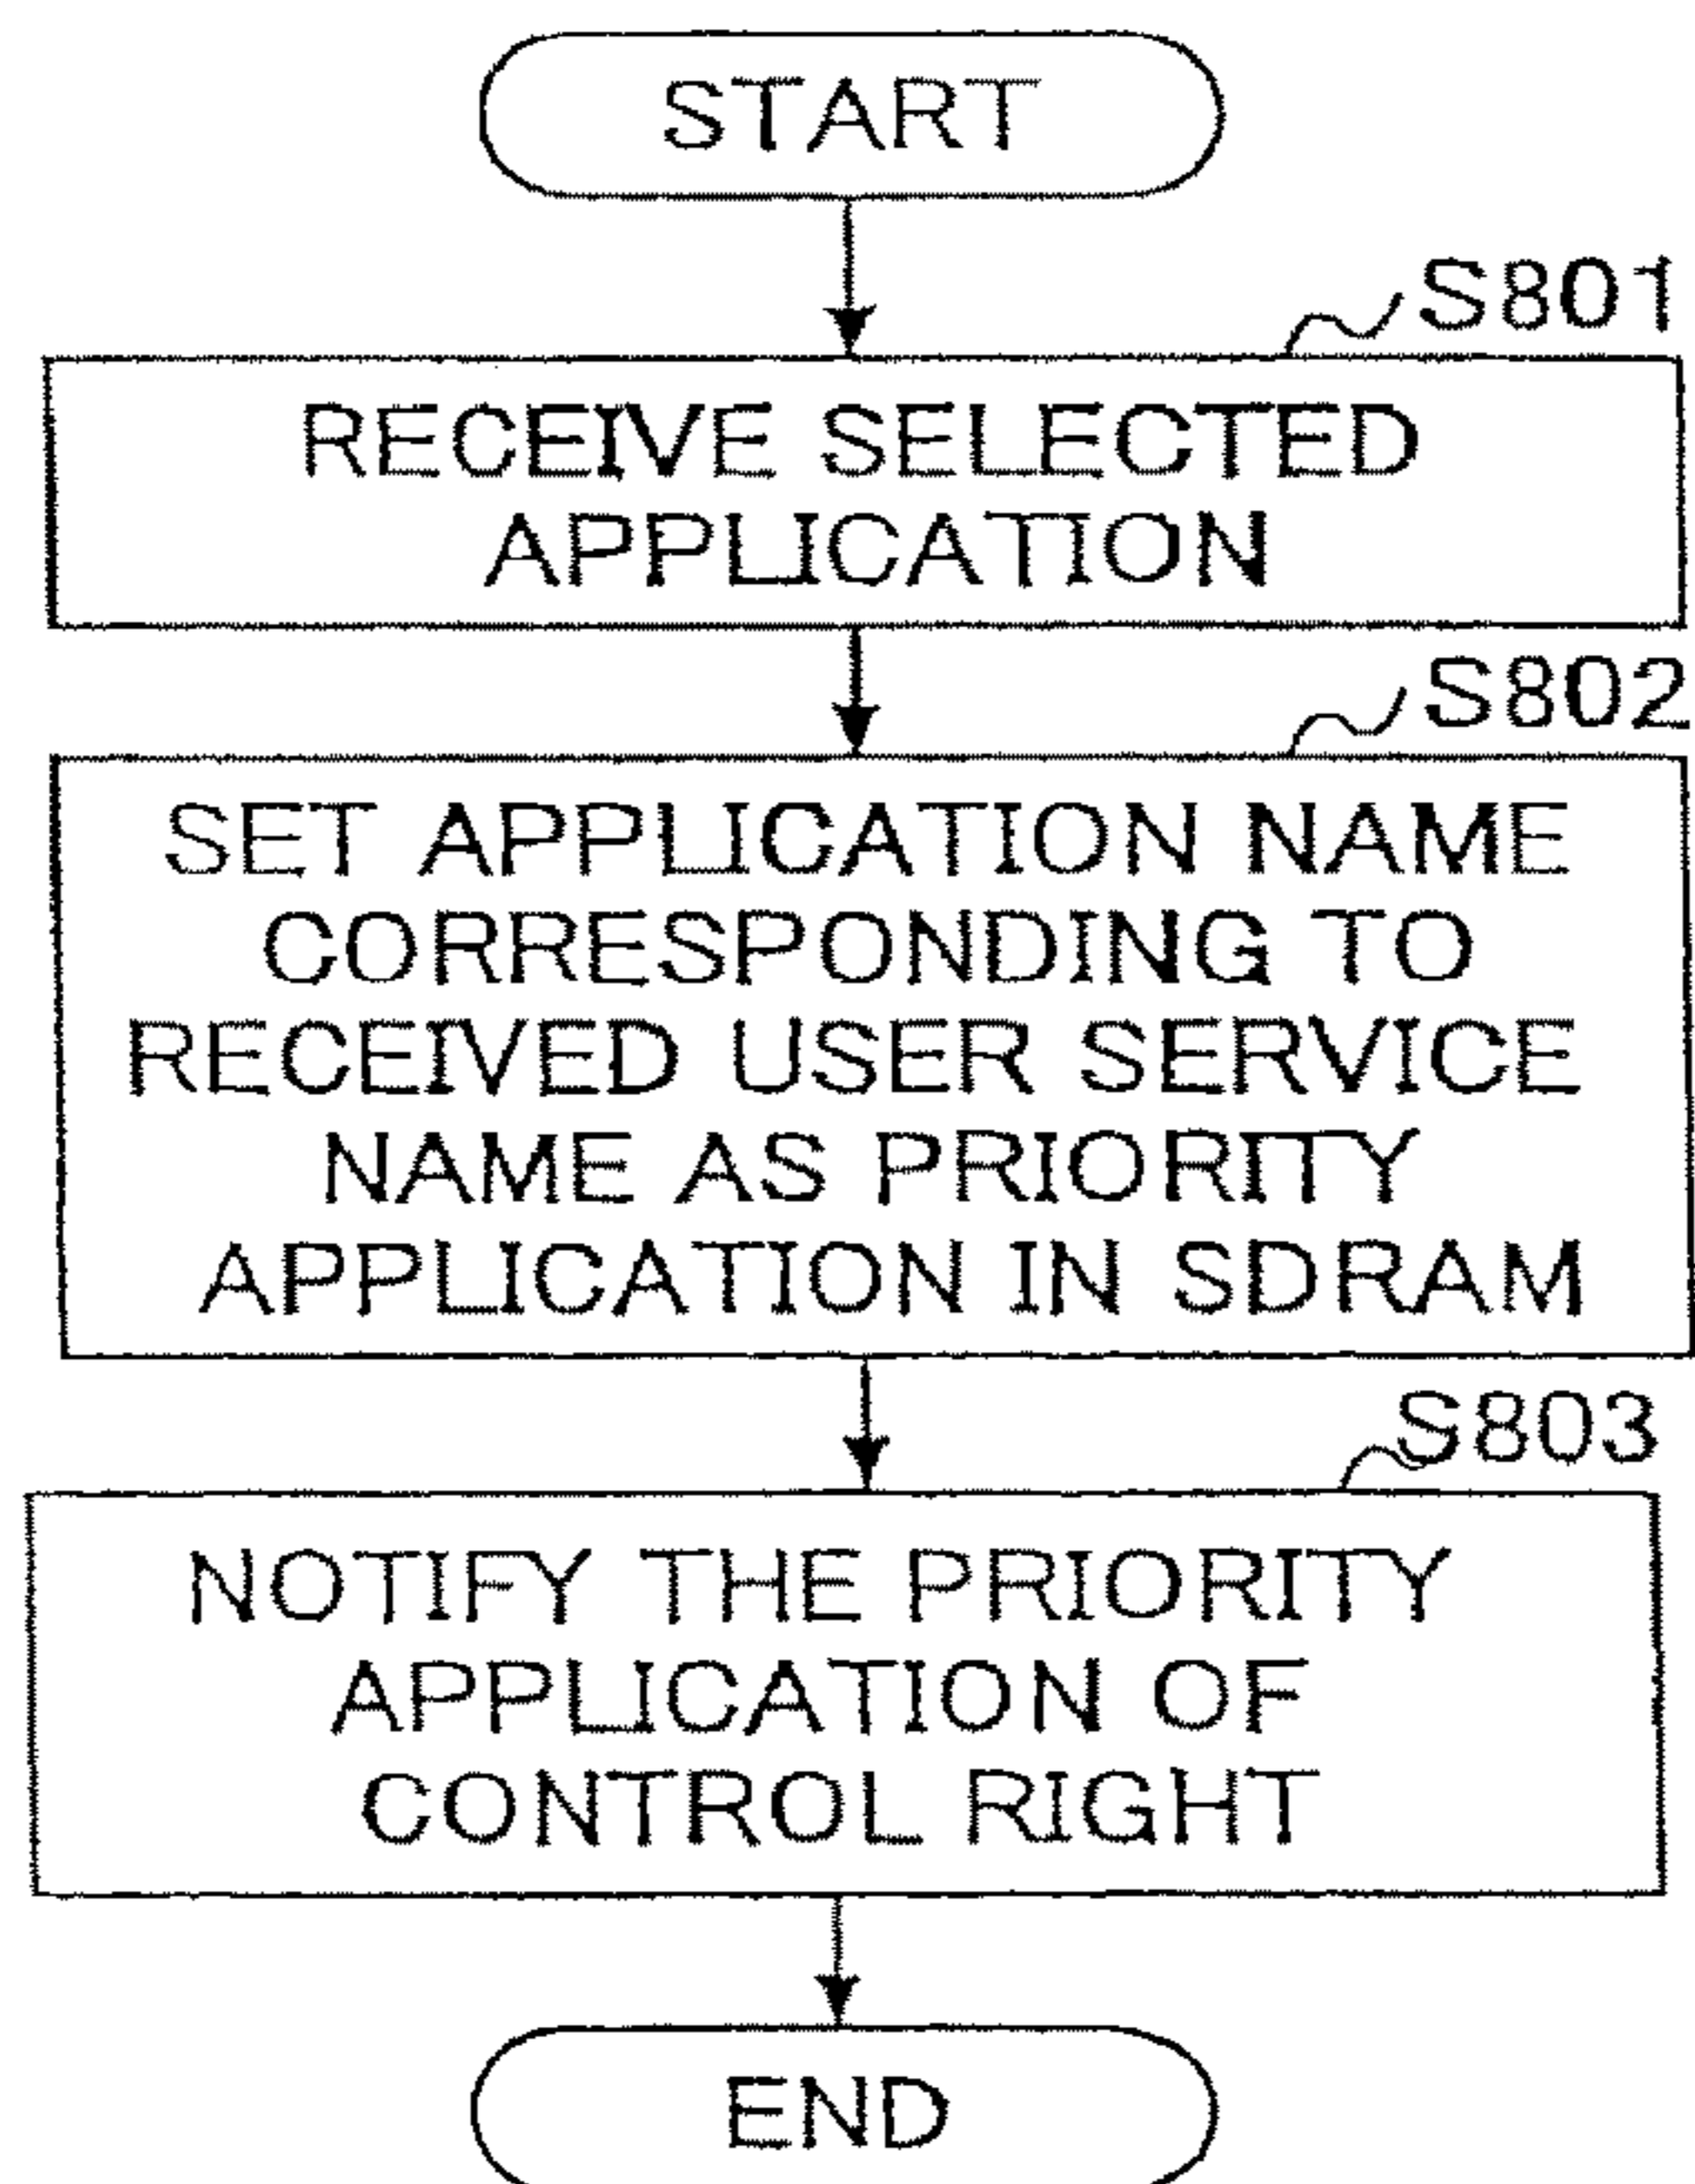 START
S801
RECEIVE SELECTED
APPLICATION
S802
SET APPLICATION NAME
CORRESPONDING TO
RECEIVED USER SERVICE
NAME AS PRIORITY
APPLICATION IN SDRAM
S803
NOTIFY THE PRIORITY
APPLICATION OF
CONTROL RIGHT
END